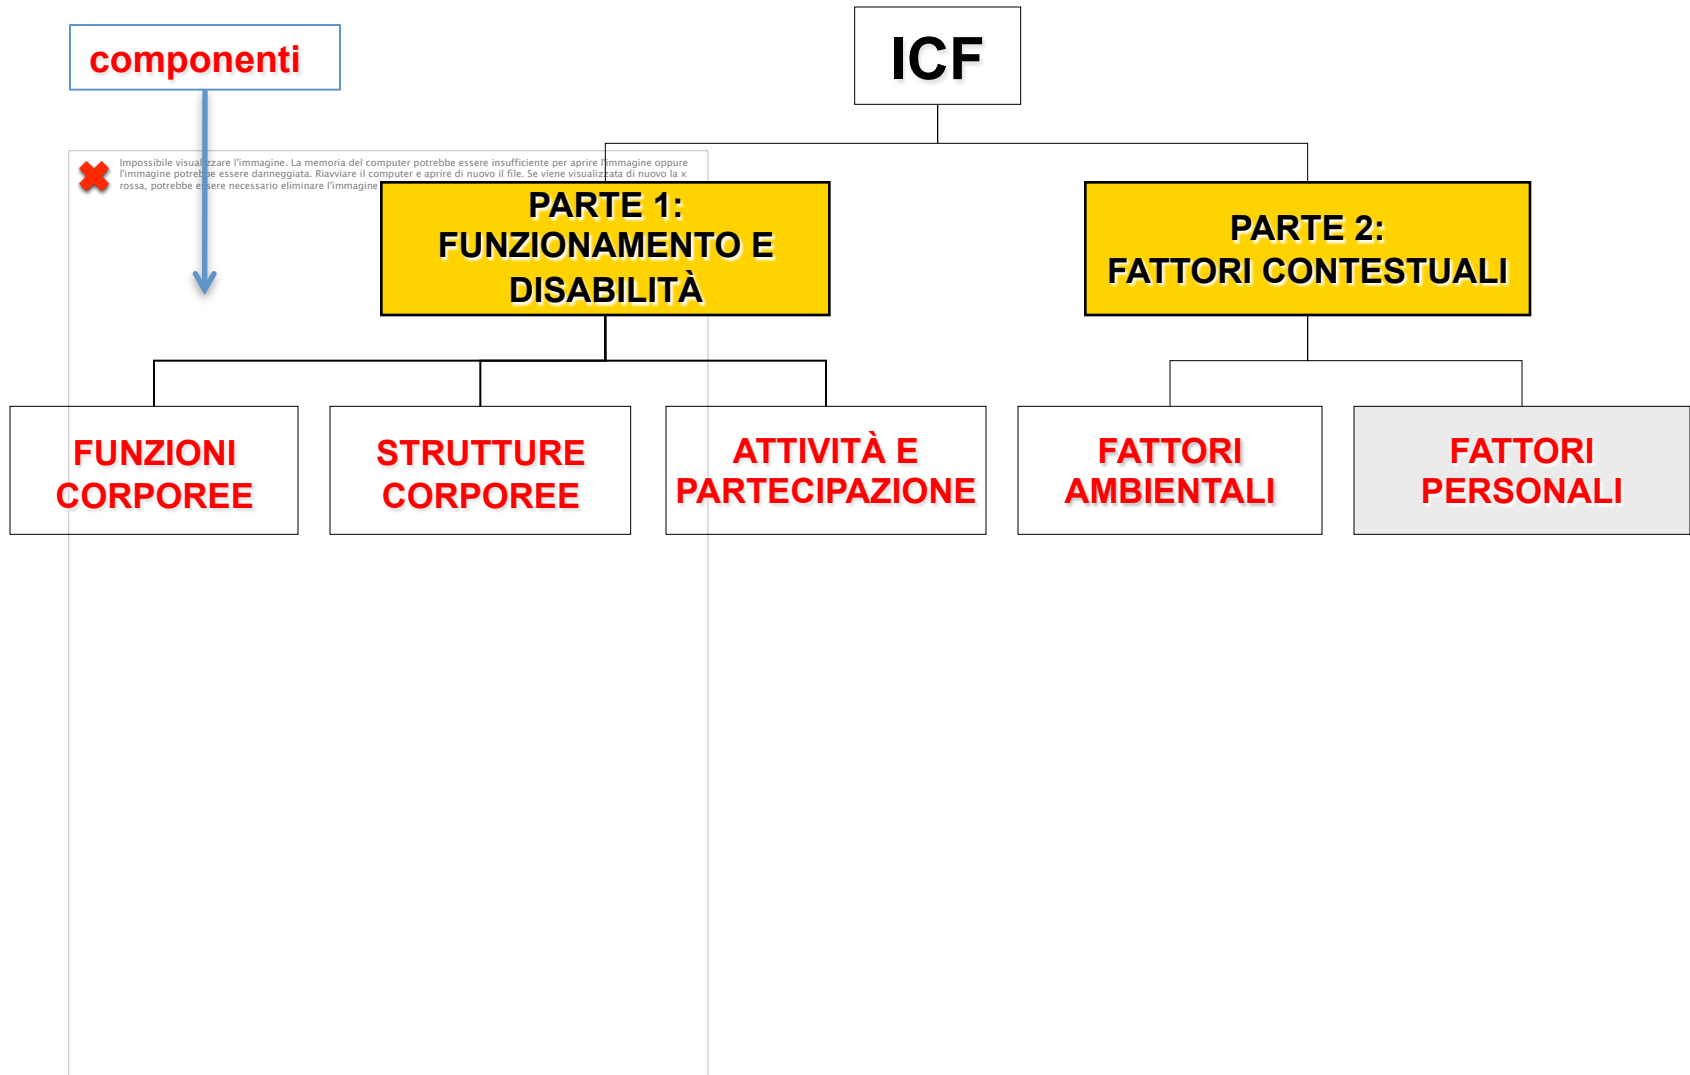 componenti
ICF
Impossibile visualizzare l'immagine. La memoria del computer potrebbe essere insufficiente per aprire l'immagine oppure
l'immagine potrebbe essere danneggiata. Riavviare il computer e aprire di nuovo il file. Se viene visualizzata di nuovo la x
rossa, potrebbe essere necessario eliminare l'immagine
PARTE 1:
FUNZIONAMENTO E
DISABILITÀ
PARTE 2:
FATTORI CONTESTUALI
FUNZIONI
CORPOREE
STRUTTURE
CORPOREE
ATTIVITÀ E
PARTECIPAZIONE
FATTORI
AMBIENTALI
FATTORI
PERSONALI